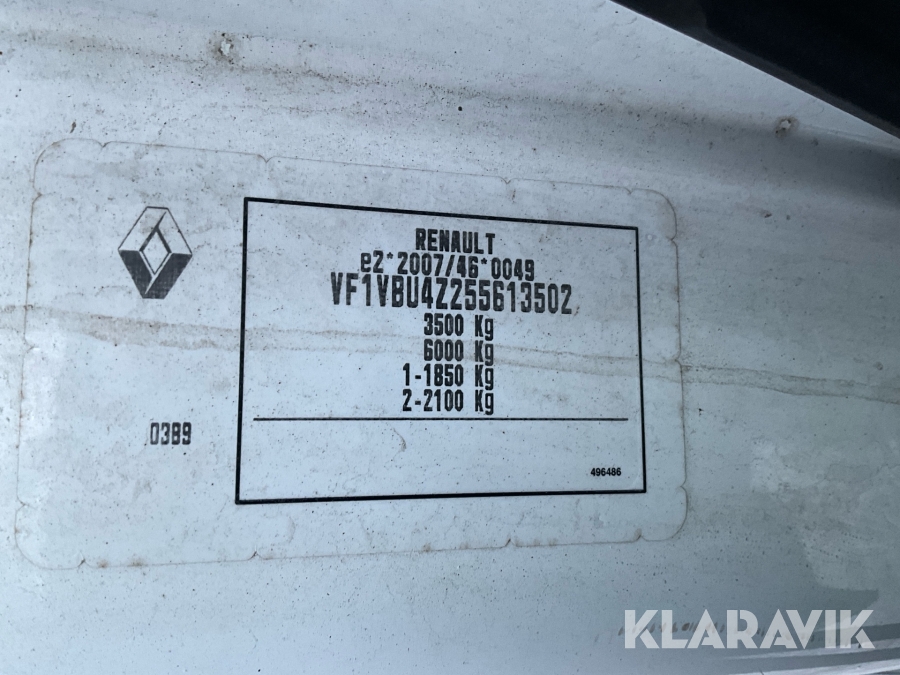 RENAULT
e2*2007/46*0049
VF1VBU4Z255613502
3500 Kg
6000 Kg
1-1850 Kg
2-2100 Kg
0389
496486
KLARAVIK